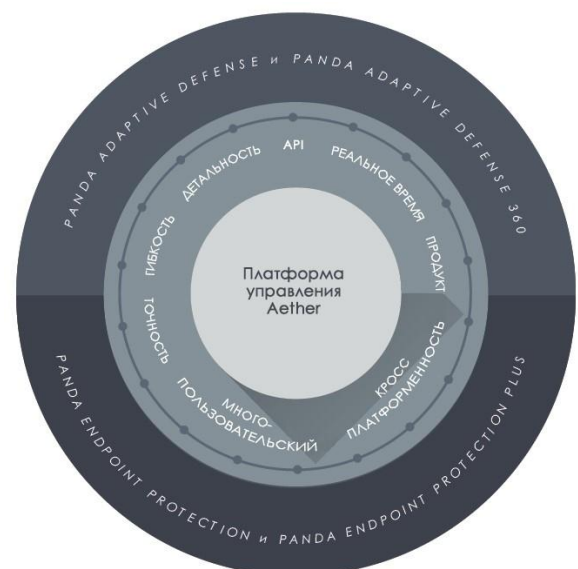 PANDA ADAPTIVE DEFENSE и PANDA ADAPTIVE DEFENSE 360
API
РЕАЛЬНОЕ ВРЕМЯ
ПРОДУКТ
КРОСС
ПЛАТФОРМЕННОСТЬ
МНОГО-
ПОЛЬЗОВАТЕЛЬСКИЙ
ТОЧНОСТЬ
ГИБКОСТЬ
ДЕТАЛЬНОСТЬ
Платформа
управления
Aether
PANDA ENDPOINT PROTECTION и PANDA ENDPOINT PROTECTION PLUS